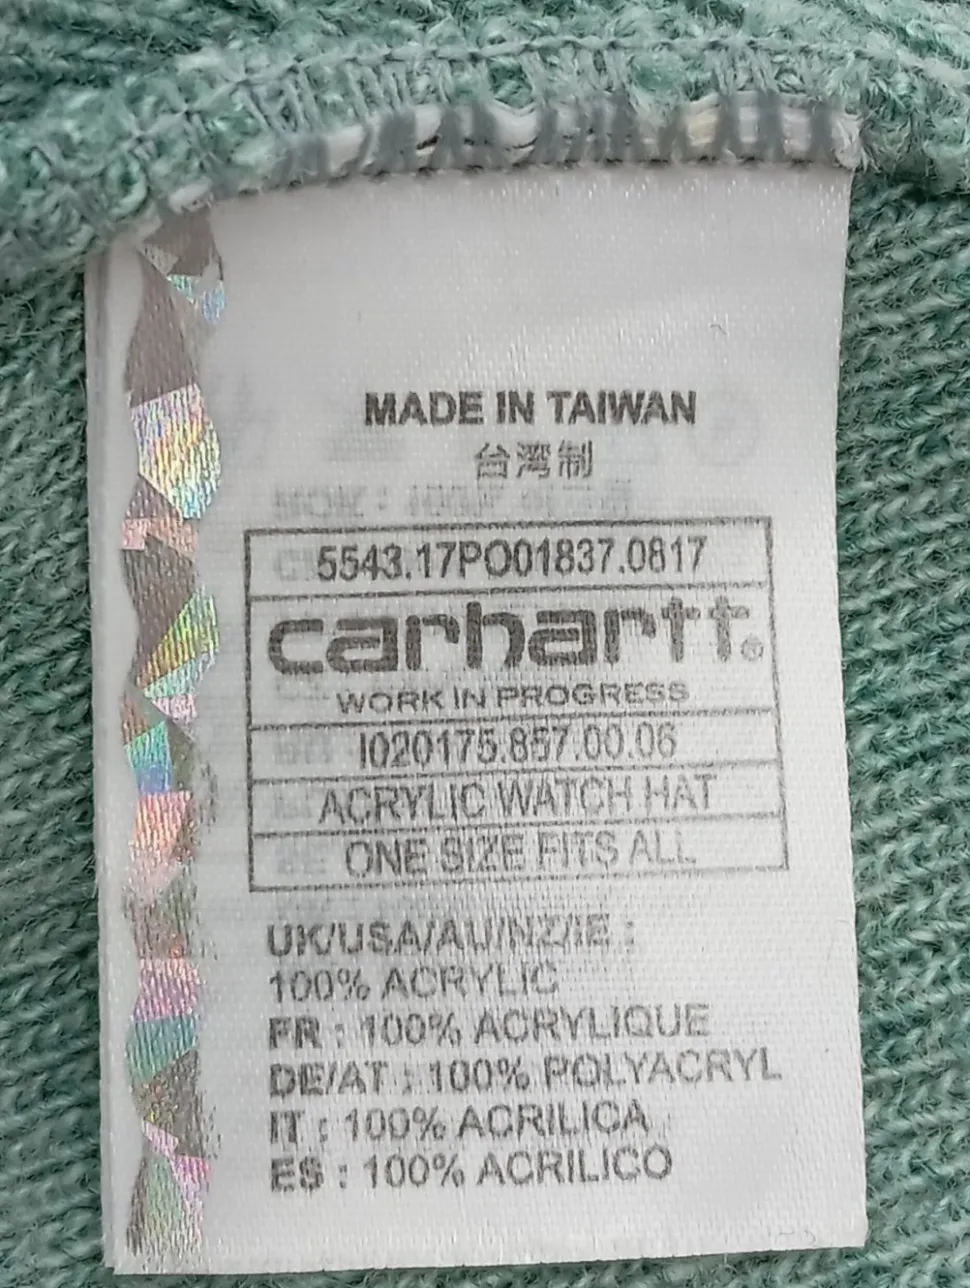 MADE IN TAIWAN
台湾制
5543.17PO01837.0817
carhartt®
WORK IN PROGRESS
I020175.857.00.06
ACRYLIC WATCH HAT
ONE SIZE FITS ALL
UK/USA/AU/NZ/IE :
100% ACRYLIC
FR : 100% ACRYLIQUE
DE/AT : 100% POLYACRYL
IT : 100% ACRILICA
ES : 100% ACRILICO